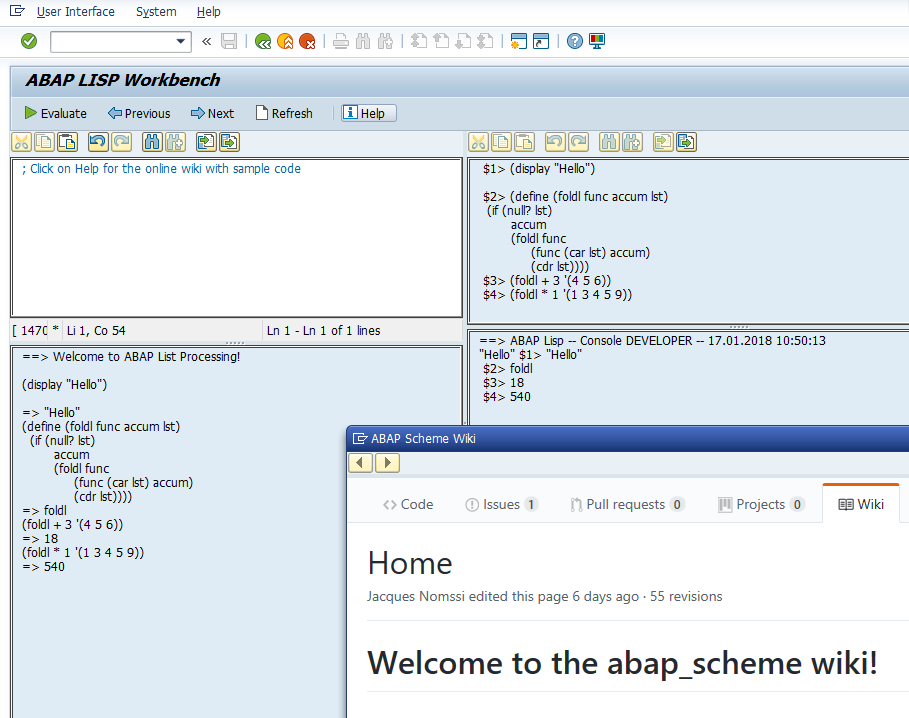 User Interface System Help
ABAP LISP Workbench
Evaluate Previous Next Refresh Help
; Click on Help for the online wiki with sample code
[ 1470 * Li 1, Co 54 Ln 1 - Ln 1 of 1 lines
==> Welcome to ABAP List Processing!
(display "Hello")
=> "Hello"
(define (foldl func accum lst)
(if (null? lst)
accum
(foldl func
(func (car lst) accum)
(cdr lst))))
=> foldl
(foldl + 3 '(4 5 6))
=> 18
(foldl * 1 '(1 3 4 5 9))
=> 540
$1> (display "Hello")
$2> (define (foldl func accum lst)
(if (null? lst)
accum
(foldl func
(func (car lst) accum)
(cdr lst))))
$3> (foldl + 3 '(4 5 6))
$4> (foldl * 1 '(1 3 4 5 9))
==> ABAP Lisp -- Console DEVELOPER -- 17.01.2018 10:50:13
"Hello" $1> "Hello"
$2> foldl
$3> 18
$4> 540
ABAP Scheme Wiki
<> Code Issues 1 Pull requests 0 Projects 0 Wiki
Home
Jacques Nomssi edited this page 6 days ago · 55 revisions
Welcome to the abap_scheme wiki!